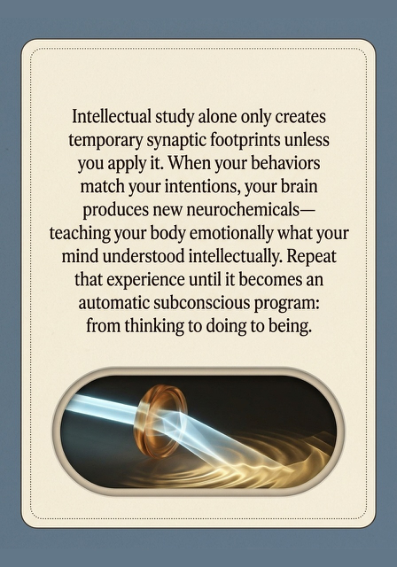 Intellectual study alone only creates
temporary synaptic footprints unless
you apply it. When your behaviors
match your intentions, your brain
produces new neurochemicals—
teaching your body emotionally what your
mind understood intellectually. Repeat
that experience until it becomes an
automatic subconscious program:
from thinking to doing to being.